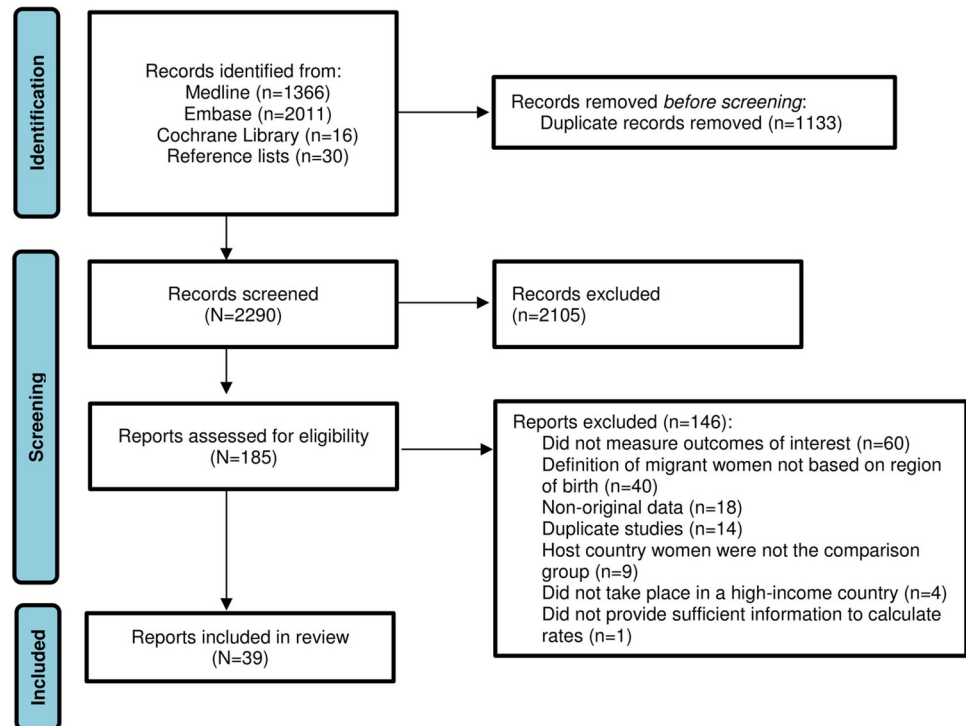 Identification
Records identified from:
Medline (n=1366)
Embase (n=2011)
Cochrane Library (n=16)
Reference lists (n=30)
Records removed before screening:
Duplicate records removed (n=1133)
Screening
Records screened
(N=2290)
Records excluded
(n=2105)
Reports assessed for eligibility
(N=185)
Reports excluded (n=146):
Did not measure outcomes of interest (n=60)
Definition of migrant women not based on region
of birth (n=40)
Non-original data (n=18)
Duplicate studies (n=14)
Host country women were not the comparison
group (n=9)
Did not take place in a high-income country (n=4)
Did not provide sufficient information to calculate
rates (n=1)
Included
Reports included in review
(N=39)